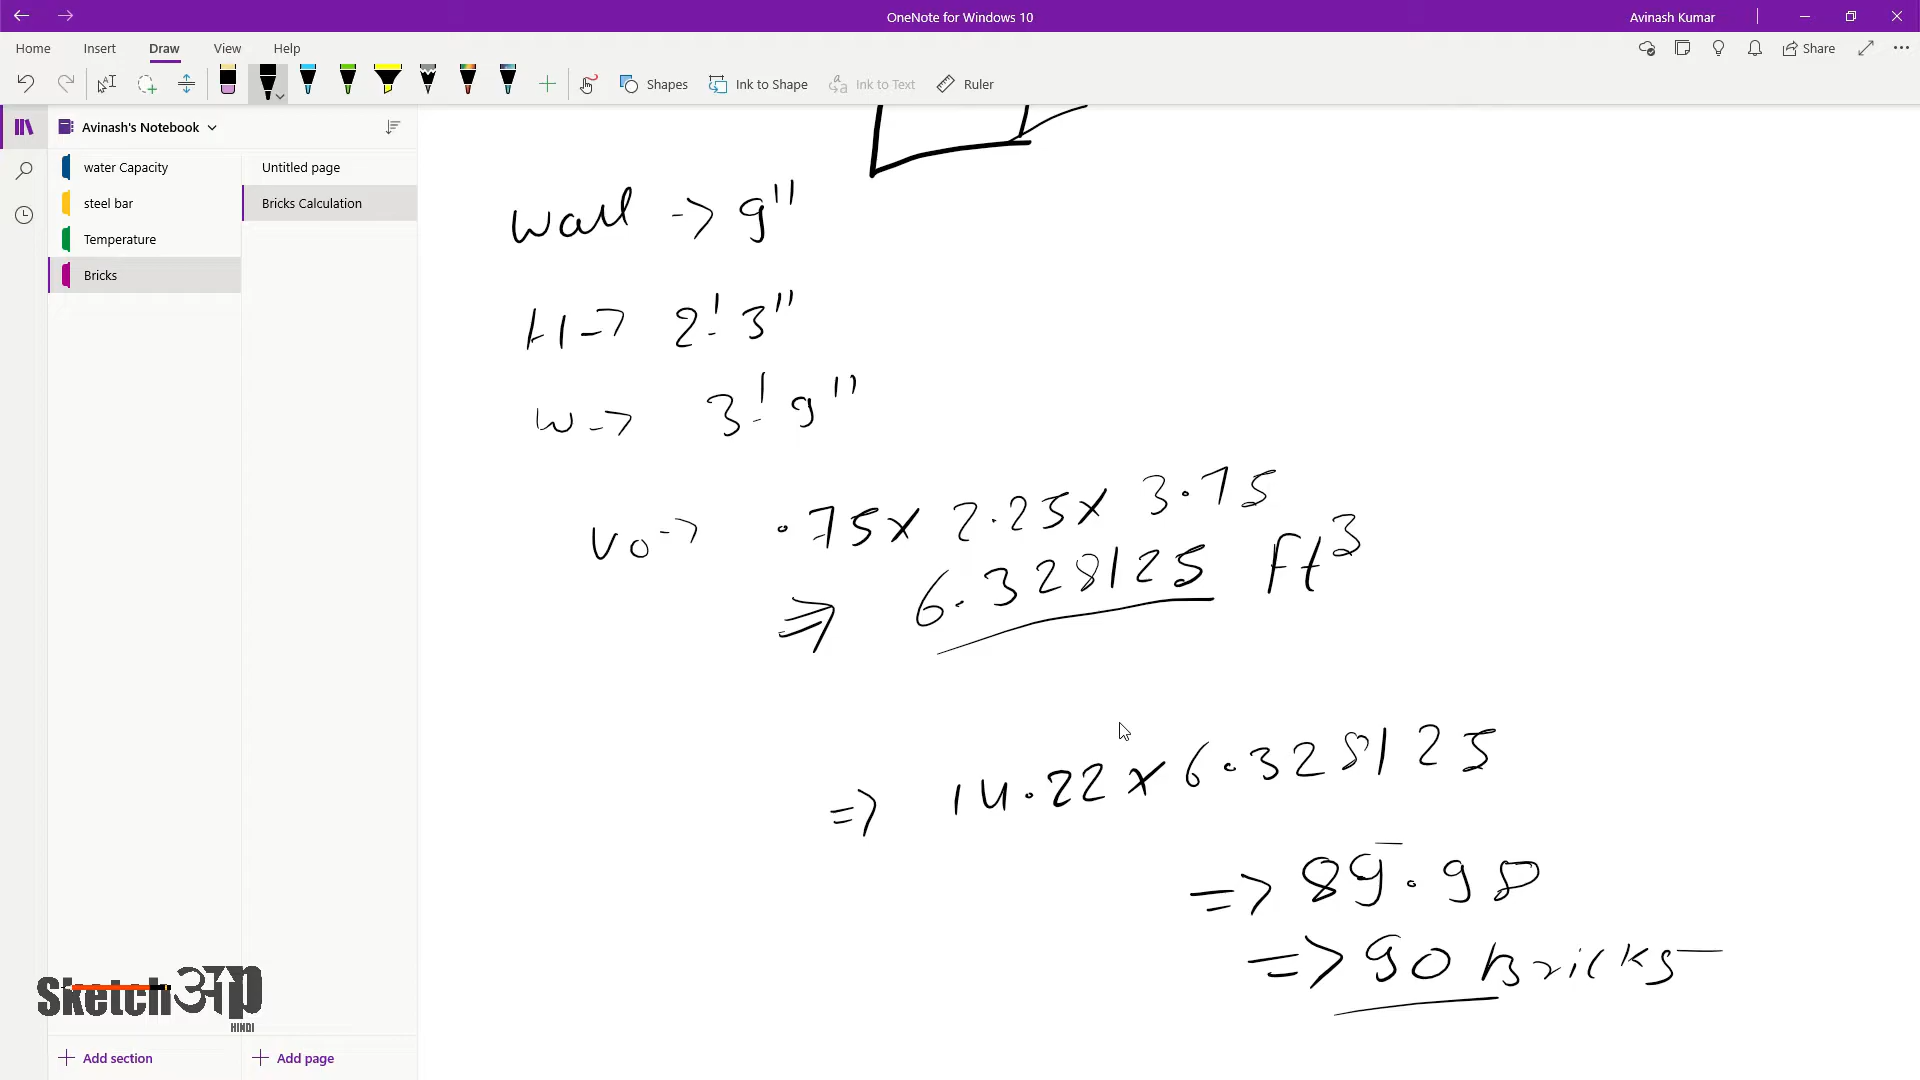 OneNote for Windows 10
Avinash Kumar
Home Insert Draw View Help
Share
Shapes Ink to Shape Ink to Text Ruler
Avinash's Notebook
water Capacity
steel bar
Temperature
Bricks
Untitled page
Bricks Calculation
wall -> 9"
H -> 2'- 3"
w -> 3'- 9"
Vo -> .75 x 2.25 x 3.75
=> 6.328125 ft³
=> 14.22 x 6.328125
=> 89.98
=> 90 Bricks
Sketchअप
HINDI
+ Add section
+ Add page